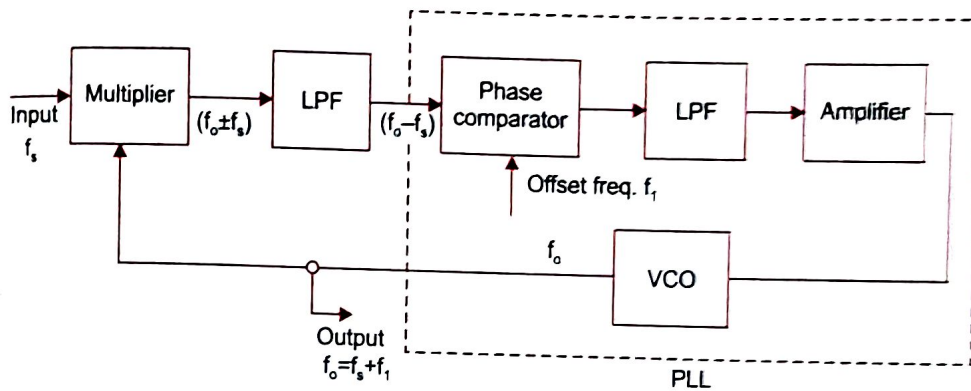 Input
fₛ
Multiplier
(fₒ±fₛ)
LPF
(fₒ−fₛ)
Phase
comparator
Offset freq. f₁
LPF
Amplifier
fₒ
VCO
Output
fₒ=fₛ+f₁
PLL